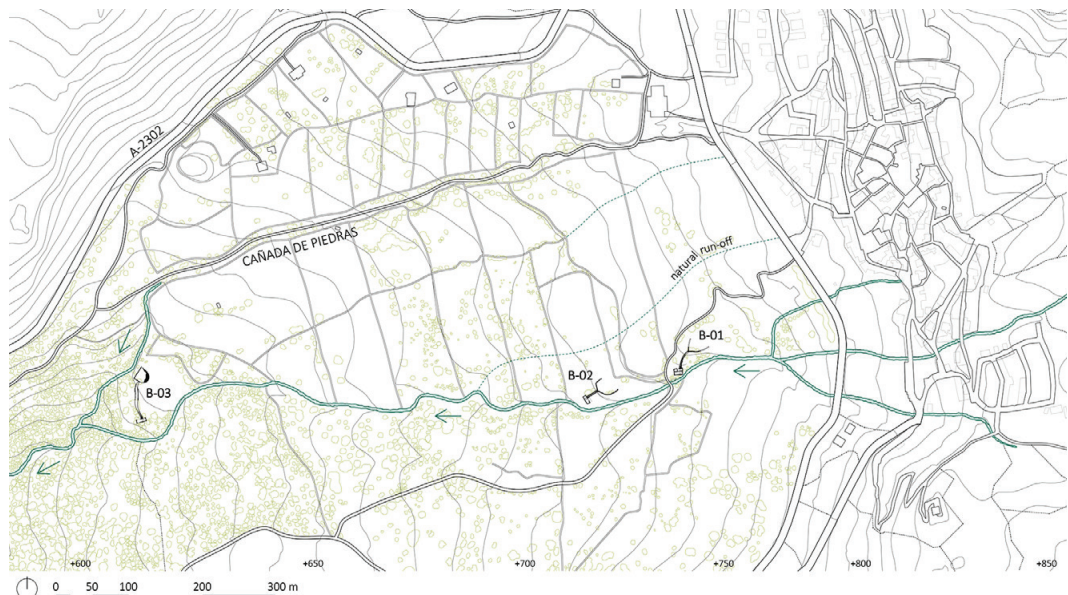 A-2302
CAÑADA DE PIEDRAS
natural run-off
B-01
B-02
B-03
+600
+650
+700
+750
+800
+850
0 50 100 200 300 m